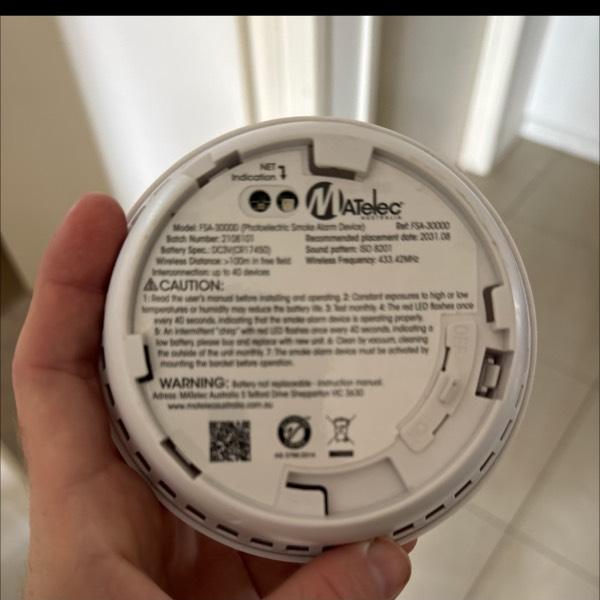 NET
Indication
MATelec
AUSTRALIA
Model: FSA-30000 (Photoelectric Smoke Alarm Device) Ref: FSA-30000
Batch Number: 2108101 Recommended placement date: 2031.08
Battery Spec.: DC3V(CR17450) Sound pattern: ISO 8201
Wireless Distance: >100m in free field Wireless Frequency: 433.42MHz
Interconnection: up to 40 devices
CAUTION:
1: Read the user's manual before installing and operating. 2: Constant exposures to high or low
temperatures or humidity may reduce the battery life. 3: Test monthly. 4: The red LED flashes once
every 40 seconds, indicating that the smoke alarm device is operating properly.
5: An intermittent "chirp" with red LED flashes once every 40 seconds, indicating a
low battery, please buy and replace with new unit. 6: Clean by vacuum, cleaning
the outside of the unit monthly. 7: The smoke alarm device must be activated by
mounting the bracket before operation.
WARNING: Battery not replaceable - Instruction manual.
Adress: MATelec Australia 5 Telford Drive Shepparton VIC 3630
www.matelecaustralia.com.au
AS 3786:2014
OFF